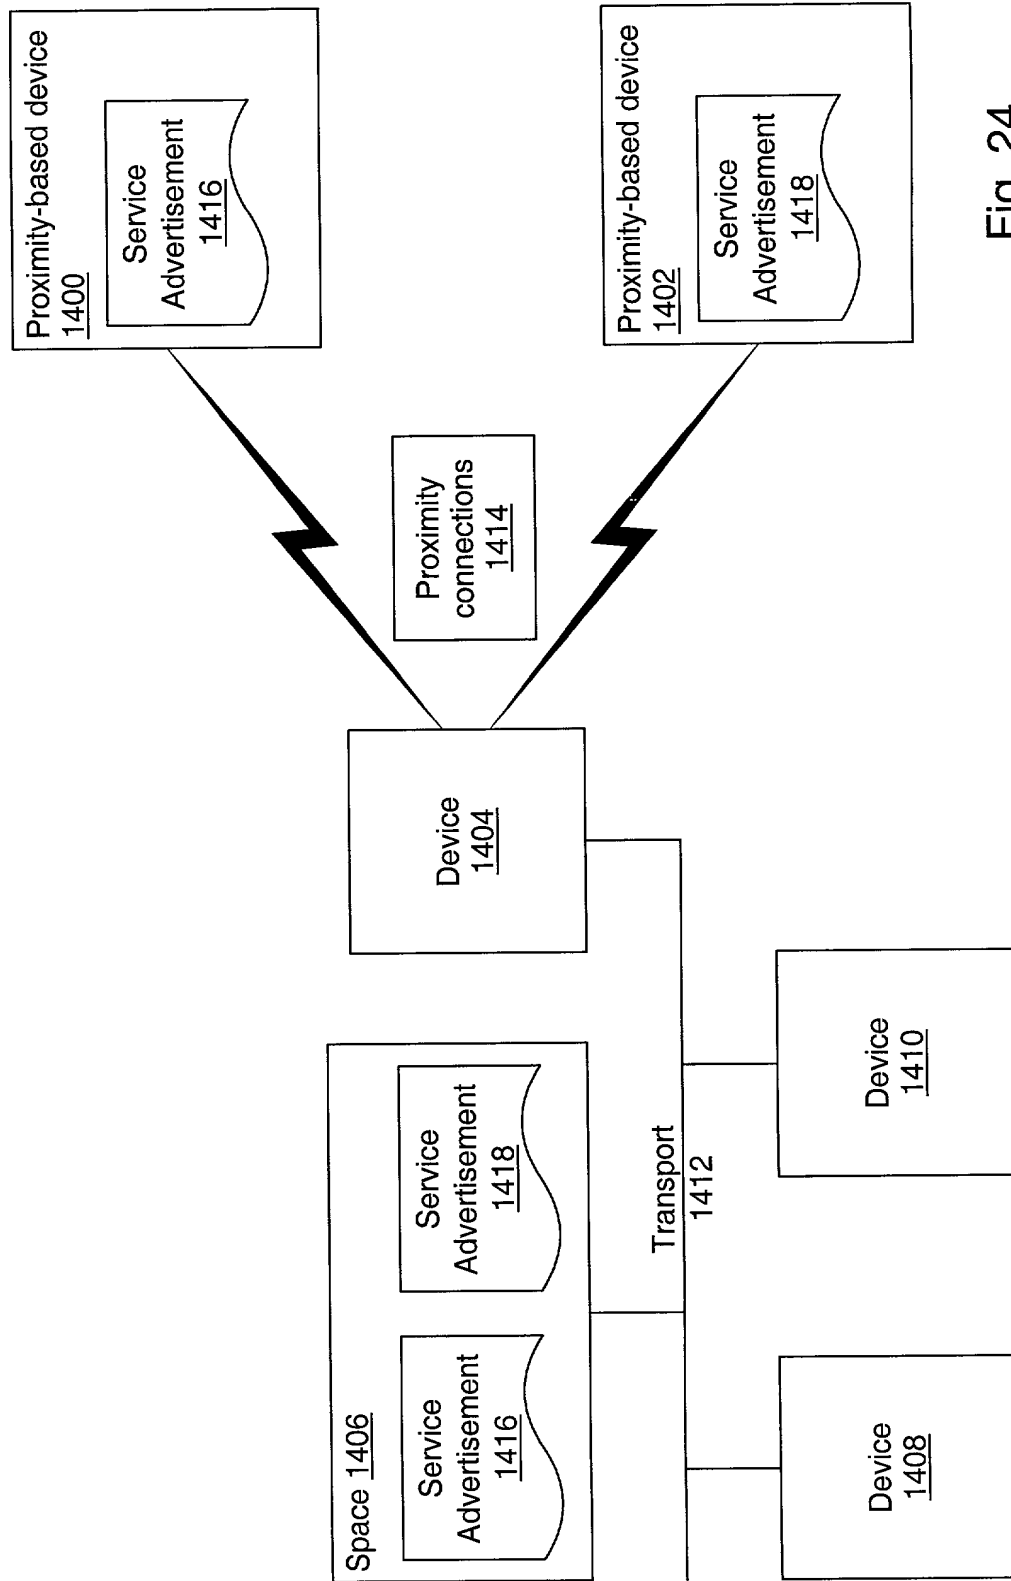 Proximity-based device
1400
Service
Advertisement
1416
Proximity-based device
1402
Service
Advertisement
1418
Proximity
connections
1414
Device
1404
Space 1406
Service
Advertisement
1416
Service
Advertisement
1418
Transport
1412
Device
1408
Device
1410
Fig. 24